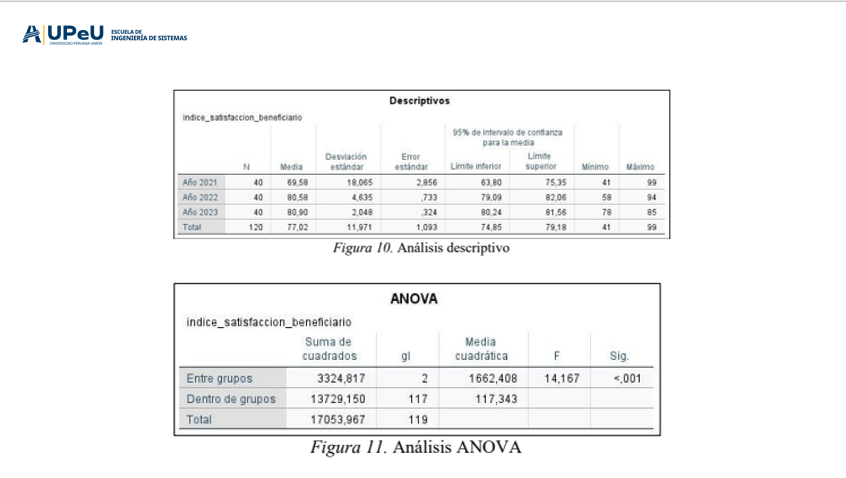 UPeU
UNIVERSIDAD PERUANA UNIÓN
ESCUELA DE
INGENIERÍA DE SISTEMAS
Descriptivos
indice_satisfaccion_beneficiario
95% de intervalo de confianza
para la media
N Media Desviación estándar Error estándar Límite inferior Límite superior Mínimo Máximo
Año 2021 40 69,58 18,065 2,856 63,80 75,35 41 99
Año 2022 40 80,58 4,635 ,733 79,09 82,06 58 94
Año 2023 40 80,90 2,048 ,324 80,24 81,56 78 85
Total 120 77,02 11,971 1,093 74,85 79,18 41 99
Figura 10. Análisis descriptivo
ANOVA
indice_satisfaccion_beneficiario
Suma de cuadrados gl Media cuadrática F Sig.
Entre grupos 3324,817 2 1662,408 14,167 <,001
Dentro de grupos 13729,150 117 117,343
Total 17053,967 119
Figura 11. Análisis ANOVA